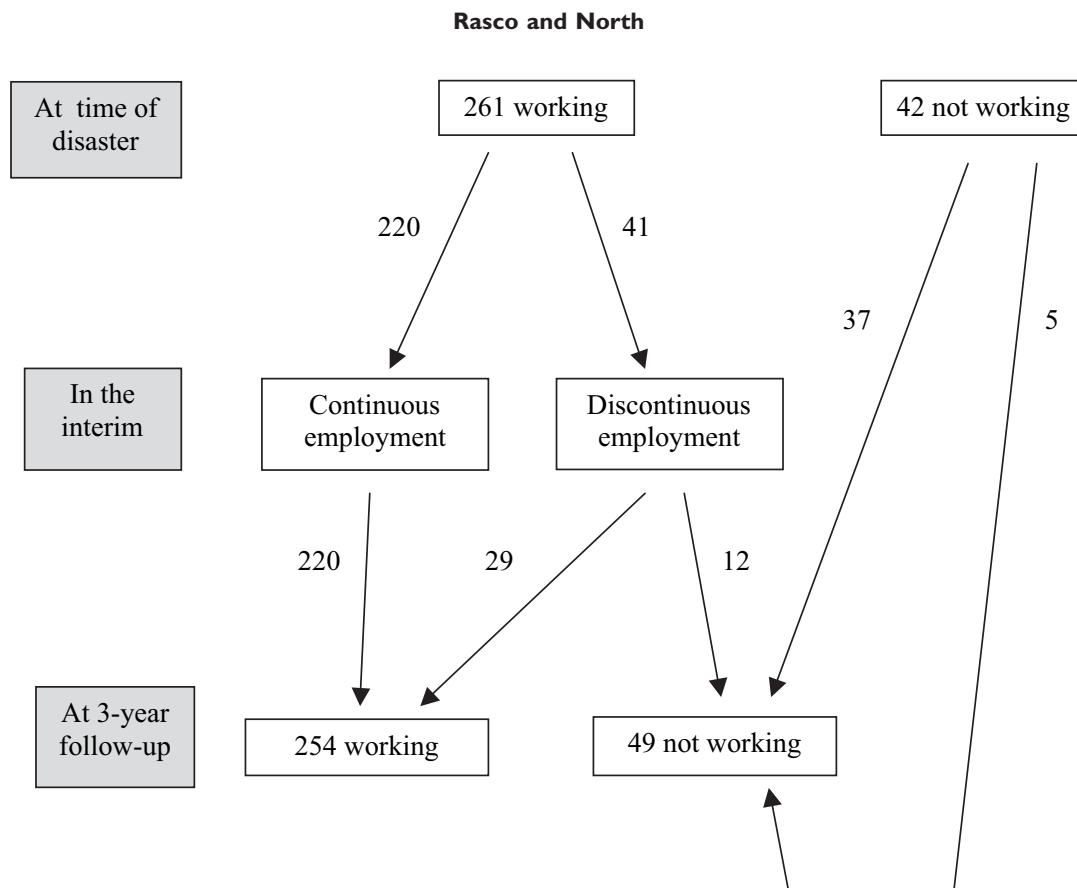 Rasco and North
At time of
disaster
261 working
42 not working
220
41
37
5
In the
interim
Continuous
employment
Discontinuous
employment
220
29
12
At 3-year
follow-up
254 working
49 not working